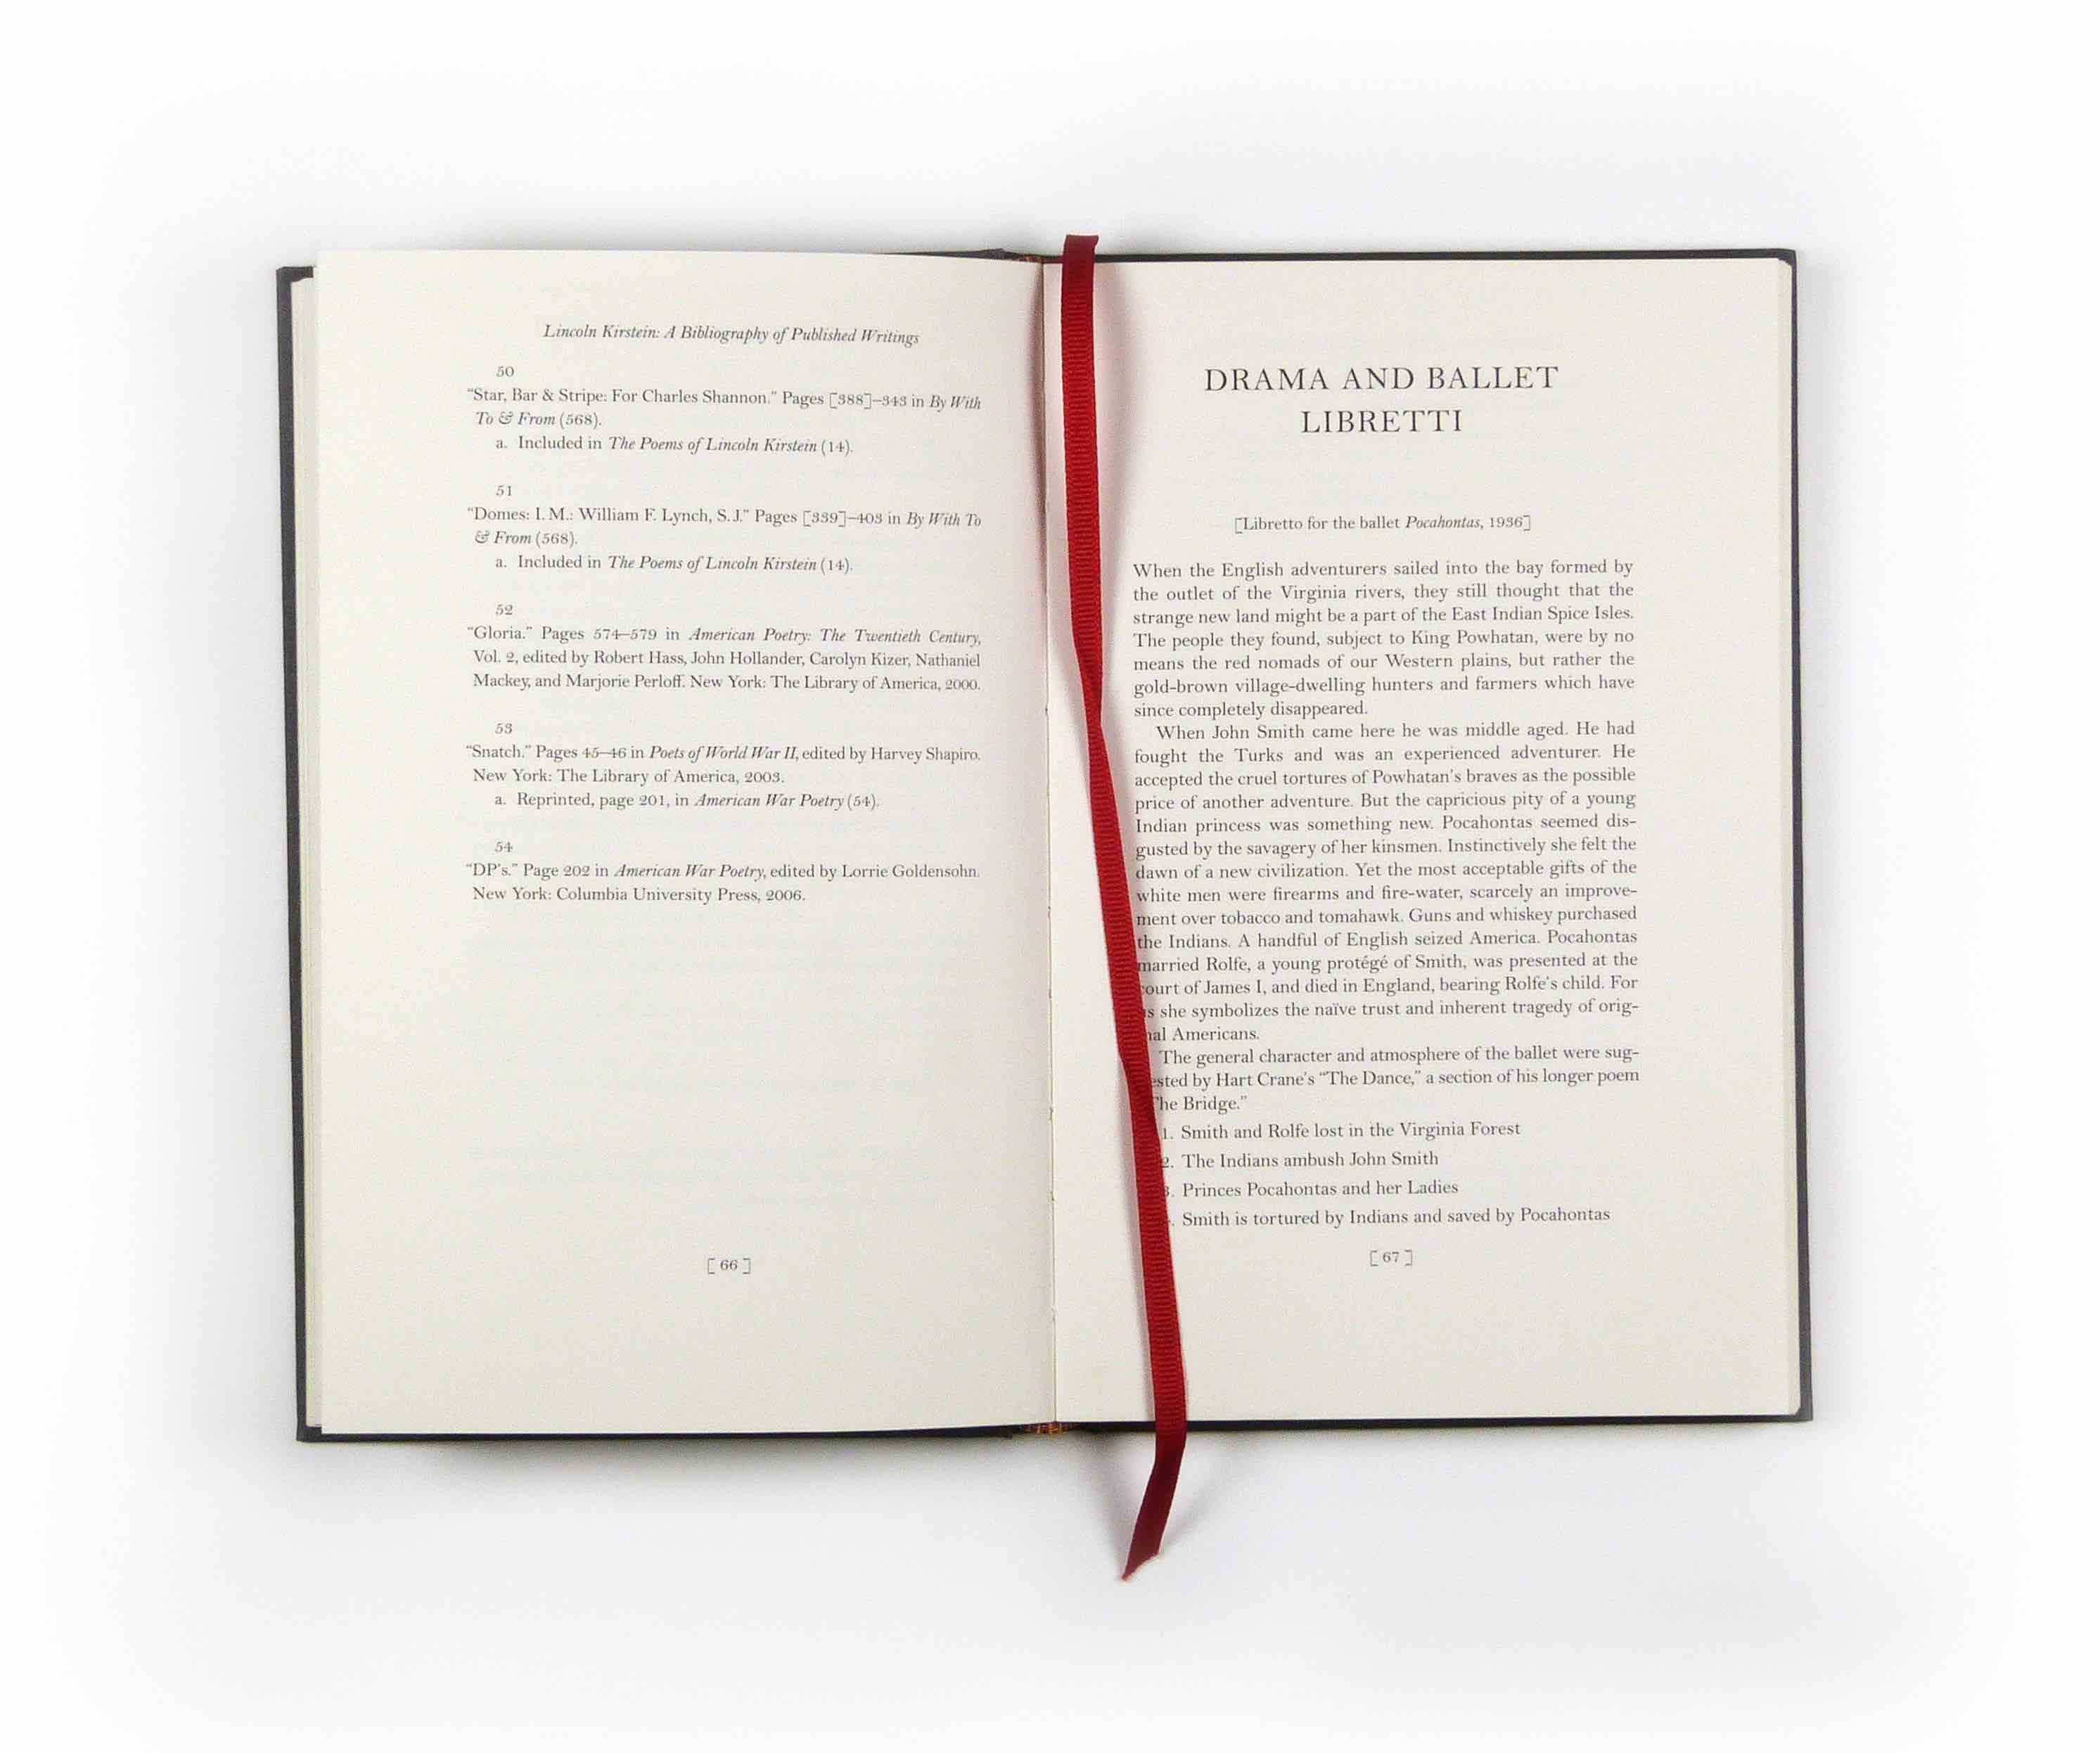 Lincoln Kirstein: A Bibliography of Published Writings
50
“Star, Bar & Stripe: For Charles Shannon.” Pages [388]–343 in By With
To & From (568).
a. Included in The Poems of Lincoln Kirstein (14).
51
“Domes: I. M.: William F. Lynch, S. J.” Pages [339]–403 in By With To
& From (568).
a. Included in The Poems of Lincoln Kirstein (14).
52
“Gloria.” Pages 574–579 in American Poetry: The Twentieth Century,
Vol. 2, edited by Robert Hass, John Hollander, Carolyn Kizer, Nathaniel
Mackey, and Marjorie Perloff. New York: The Library of America, 2000.
53
“Snatch.” Pages 45–46 in Poets of World War II, edited by Harvey Shapiro.
New York: The Library of America, 2003.
a. Reprinted, page 201, in American War Poetry (54).
54
“DP’s.” Page 202 in American War Poetry, edited by Lorrie Goldensohn.
New York: Columbia University Press, 2006.
[ 66 ]
DRAMA AND BALLET
LIBRETTI
[Libretto for the ballet Pocahontas, 1936]
When the English adventurers sailed into the bay formed by
the outlet of the Virginia rivers, they still thought that the
strange new land might be a part of the East Indian Spice Isles.
The people they found, subject to King Powhatan, were by no
means the red nomads of our Western plains, but rather the
gold-brown village-dwelling hunters and farmers which have
since completely disappeared.
When John Smith came here he was middle aged. He had
fought the Turks and was an experienced adventurer. He
accepted the cruel tortures of Powhatan’s braves as the possible
price of another adventure. But the capricious pity of a young
Indian princess was something new. Pocahontas seemed dis-
gusted by the savagery of her kinsmen. Instinctively she felt the
dawn of a new civilization. Yet the most acceptable gifts of the
white men were firearms and fire-water, scarcely an improve-
ment over tobacco and tomahawk. Guns and whiskey purchased
the Indians. A handful of English seized America. Pocahontas
married Rolfe, a young protégé of Smith, was presented at the
court of James I, and died in England, bearing Rolfe’s child. For
us she symbolizes the naïve trust and inherent tragedy of orig-
nal Americans.
The general character and atmosphere of the ballet were sug-
ested by Hart Crane’s “The Dance,” a section of his longer poem
The Bridge.”
1. Smith and Rolfe lost in the Virginia Forest
2. The Indians ambush John Smith
3. Princes Pocahontas and her Ladies
. Smith is tortured by Indians and saved by Pocahontas
[ 67 ]